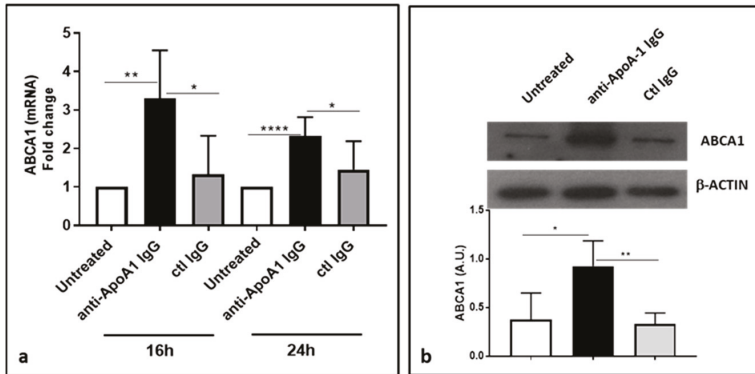 ABCA1 (mRNA)
Fold change
5
4
3
2
1
0
**
*
****
*
Untreated
anti-ApoA1 IgG
ctl IgG
Untreated
anti-ApoA1 IgG
ctl IgG
16h
24h
a
Untreated
anti-ApoA-1 IgG
Ctl IgG
ABCA1
β-ACTIN
ABCA1 (A.U.)
1.5
1.0
0.5
0.0
*
**
b